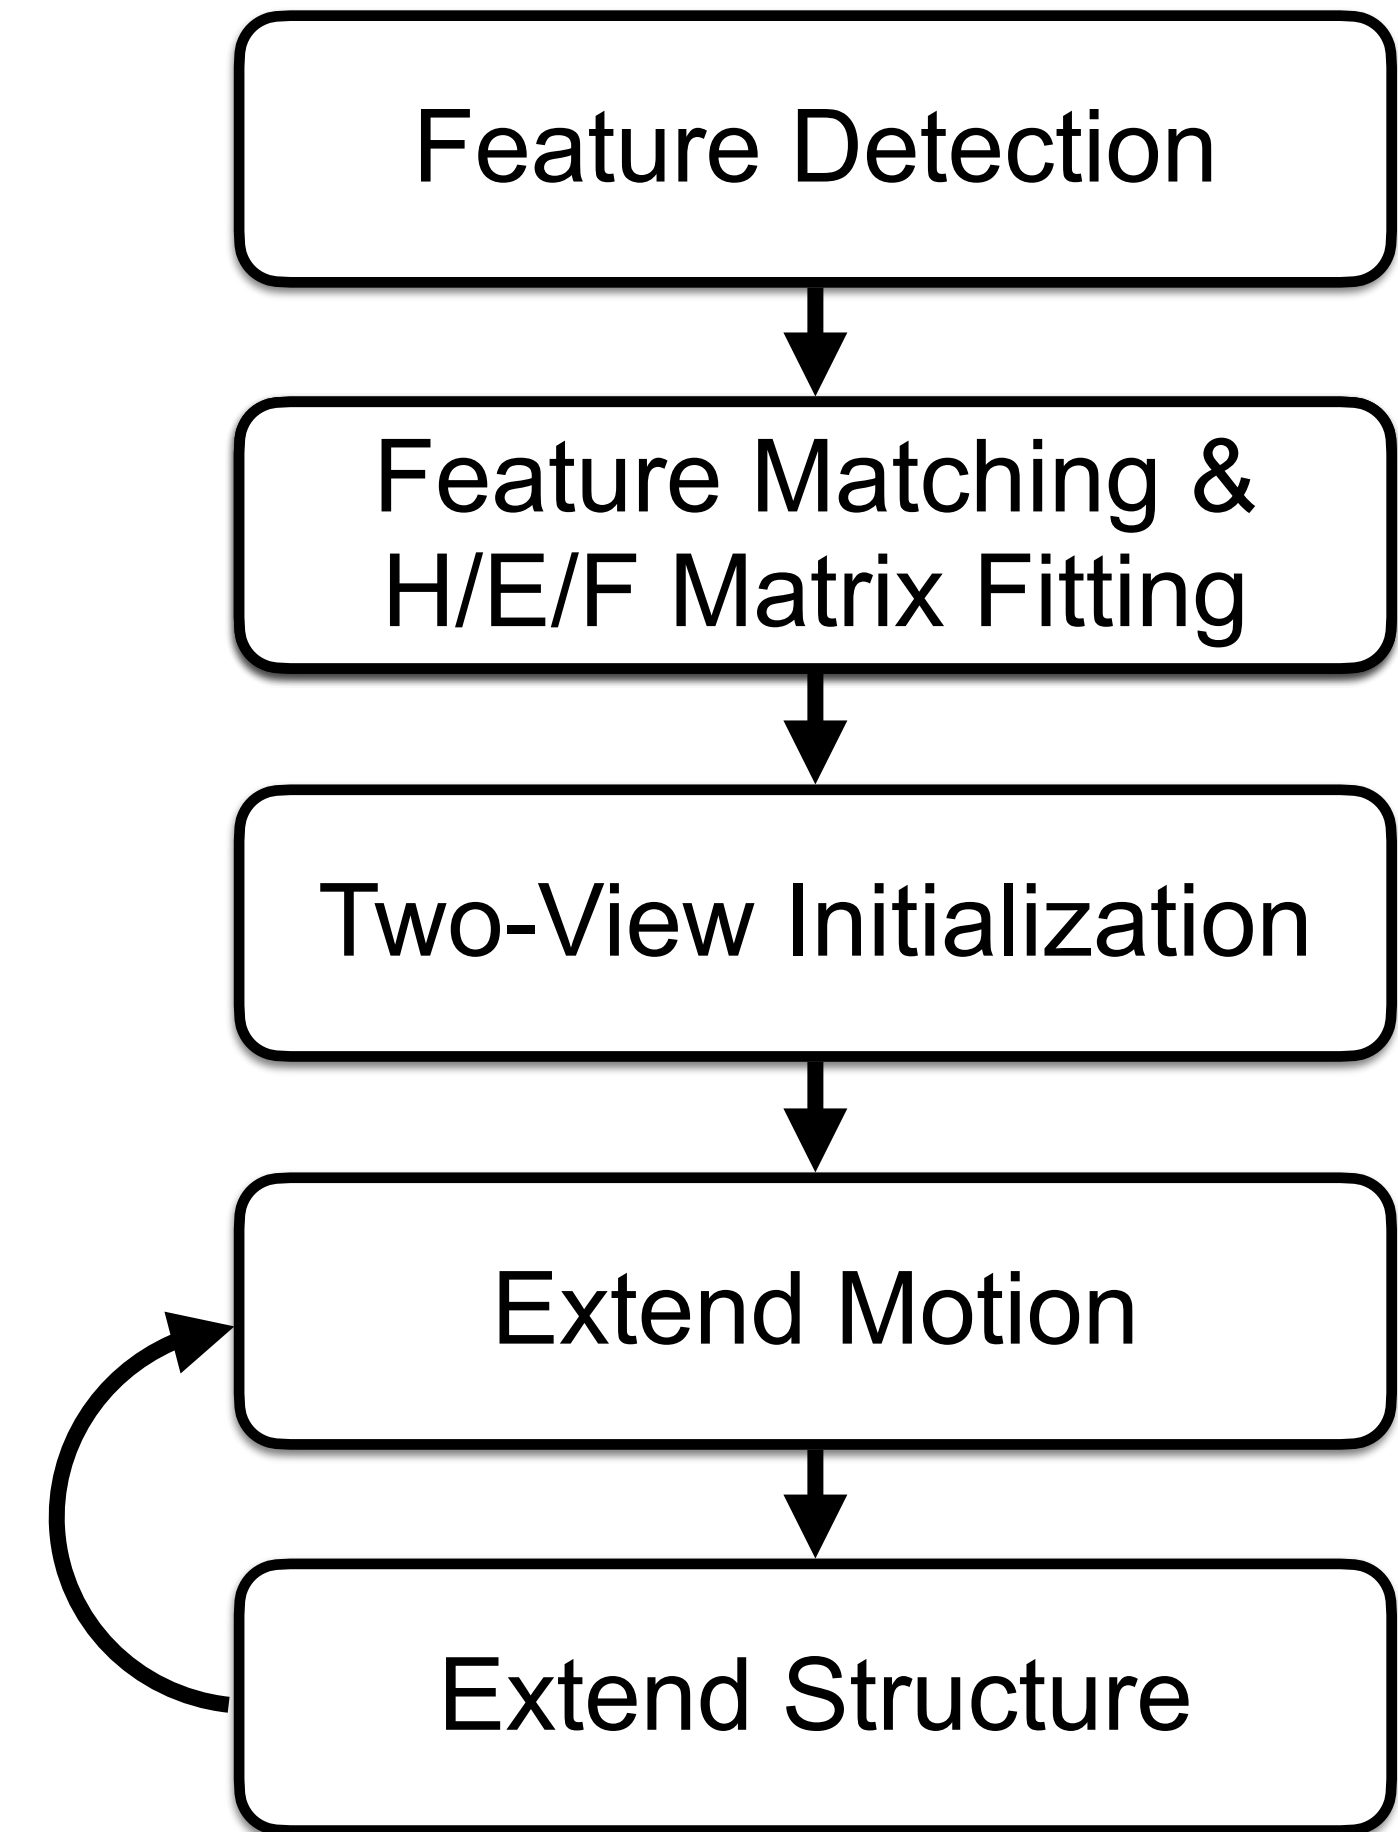 Feature Detection
Feature Matching &
H/E/F Matrix Fitting
Two-View Initialization
Extend Motion
Extend Structure